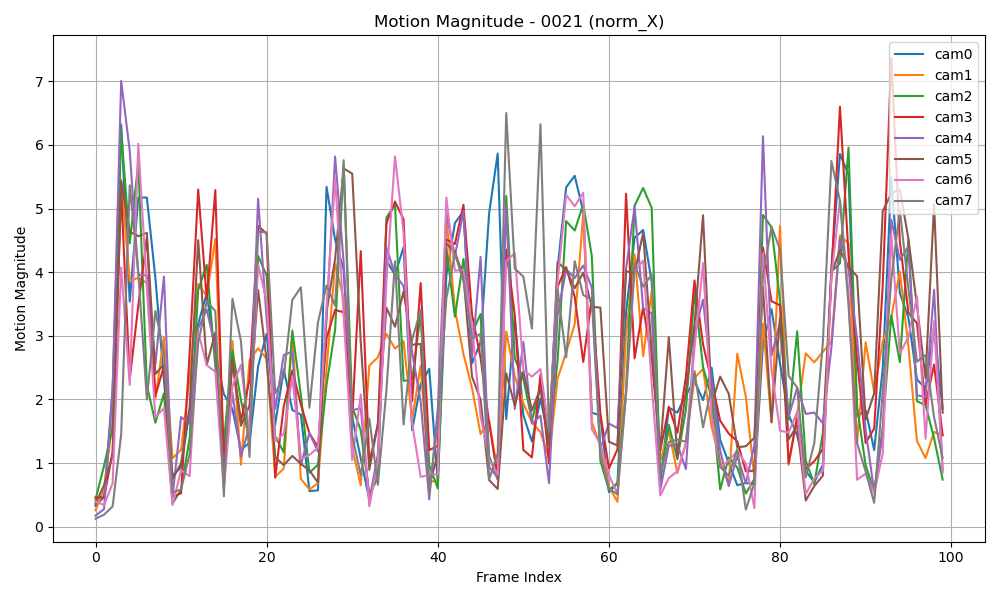 Motion Magnitude - 0021 (norm_X)
Motion Magnitude
7
6
5
4
3
2
1
0
0
20
40
60
80
100
Frame Index
cam0
cam1
cam2
cam3
cam4
cam5
cam6
cam7